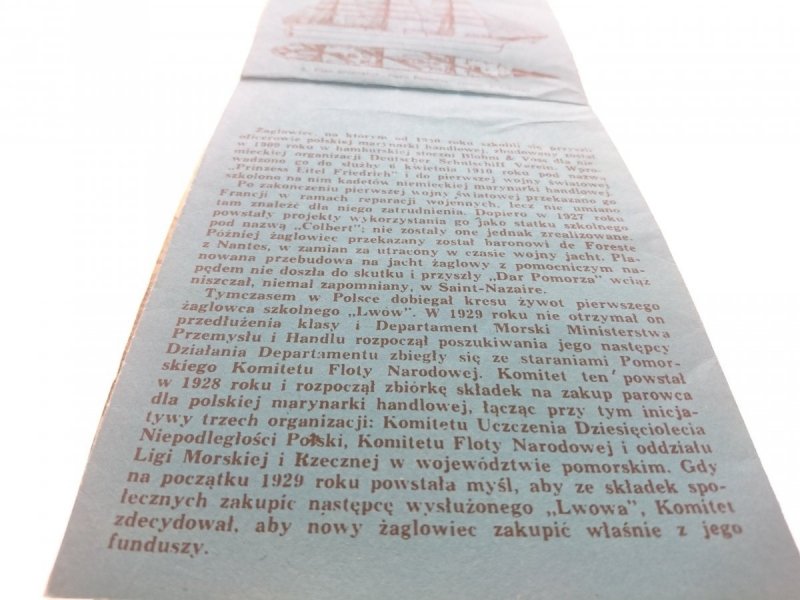 Żaglowiec, na którym od 1930 roku szkolili się przyszli
oficerowie polskiej marynarki handlowej, zbudowany został
w 1909 roku w hamburskiej stoczni Blohm & Voss dla nie-
mieckiej organizacji Deutscher Schulschiff Verein. Wpro-
wadzono go do służby 6 kwietnia 1910 roku pod nazwą
„Prinzess Eitel Friedrich" i do pierwszej wojny światowej
szkolono na nim kadetów niemieckiej marynarki handlowej.
Po zakończeniu pierwszej wojny światowej przekazano go
Francji w ramach reparacji wojennych, lecz nie umiano
tam znaleźć dla niego zatrudnienia. Dopiero w 1927 roku
powstały projekty wykorzystania go jako statku szkolnego
pod nazwą „Colbert"; nie zostały one jednak zrealizowane.
Później żaglowiec przekazany został baronowi de Foreste
z Nantes, w zamian za utracony w czasie wojny jacht. Pla-
nowana przebudowa na jacht żaglowy z pomocniczym na-
pędem nie doszła do skutku i przyszły „Dar Pomorza" wciąż
niszczał, niemal zapomniany, w Saint-Nazaire.
Tymczasem w Polsce dobiegał kresu żywot pierwszego
żaglowca szkolnego „Lwów". W 1929 roku nie otrzymał on
przedłużenia klasy i Departament Morski Ministerstwa
Przemysłu i Handlu rozpoczął poszukiwania jego następcy
Działania Departamentu zbiegły się ze staraniami Pomor-
skiego Komitetu Floty Narodowej. Komitet ten powstał
w 1928 roku i rozpoczął zbiórkę składek na zakup parowca
dla polskiej marynarki handlowej, łącząc przy tym inicja-
tywy trzech organizacji: Komitetu Uczczenia Dziesięciolecia
Niepodległości Polski, Komitetu Floty Narodowej i oddziału
Ligi Morskiej i Rzecznej w województwie pomorskim. Gdy
na początku 1929 roku powstała myśl, aby ze składek spo-
łecznych zakupić następcę wysłużonego „Lwowa", Komitet
zdecydował, aby nowy żaglowiec zakupić właśnie z jego
funduszy.